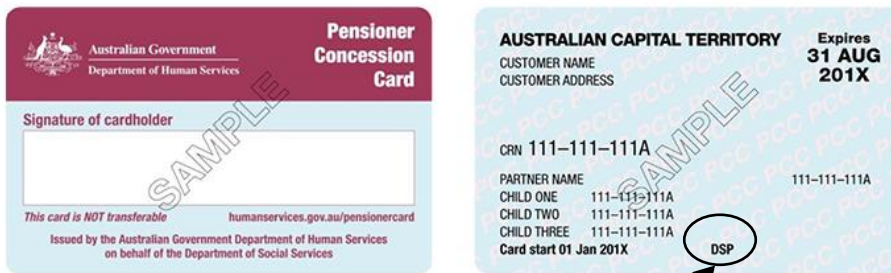 Australian Government
Department of Human Services
Pensioner
Concession
Card
Signature of cardholder
SAMPLE
This card is NOT transferable humanservices.gov.au/pensionercard
Issued by the Australian Government Department of Human Services
on behalf of the Department of Social Services
AUSTRALIAN CAPITAL TERRITORY
Expires
31 AUG
201X
CUSTOMER NAME
CUSTOMER ADDRESS
SAMPLE
CRN 111–111–111A
PARTNER NAME 111–111–111A
CHILD ONE 111–111–111A
CHILD TWO 111–111–111A
CHILD THREE 111–111–111A
Card start 01 Jan 201X DSP
PCC PCC PCC